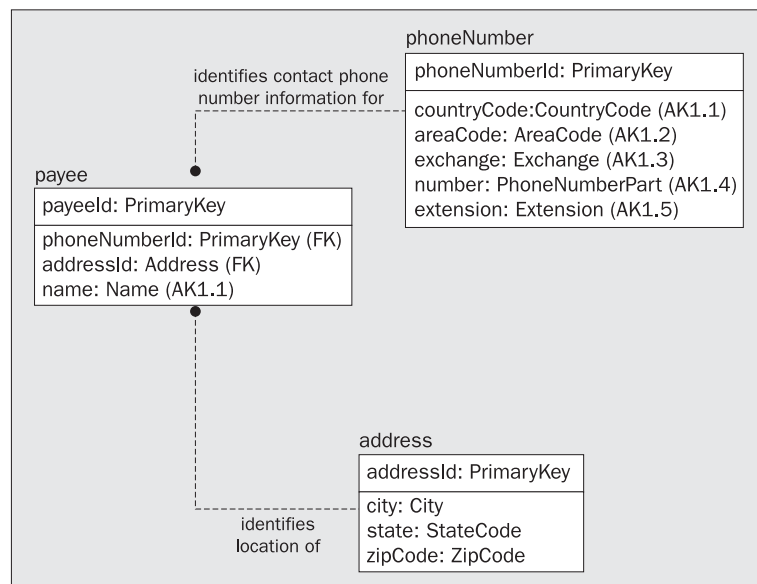 phoneNumber
phoneNumberId: PrimaryKey
countryCode:CountryCode (AK1.1)
areaCode: AreaCode (AK1.2)
exchange: Exchange (AK1.3)
number: PhoneNumberPart (AK1.4)
extension: Extension (AK1.5)
identifies contact phone
number information for
payee
payeeId: PrimaryKey
phoneNumberId: PrimaryKey (FK)
addressId: Address (FK)
name: Name (AK1.1)
address
addressId: PrimaryKey
city: City
state: StateCode
zipCode: ZipCode
identifies
location of